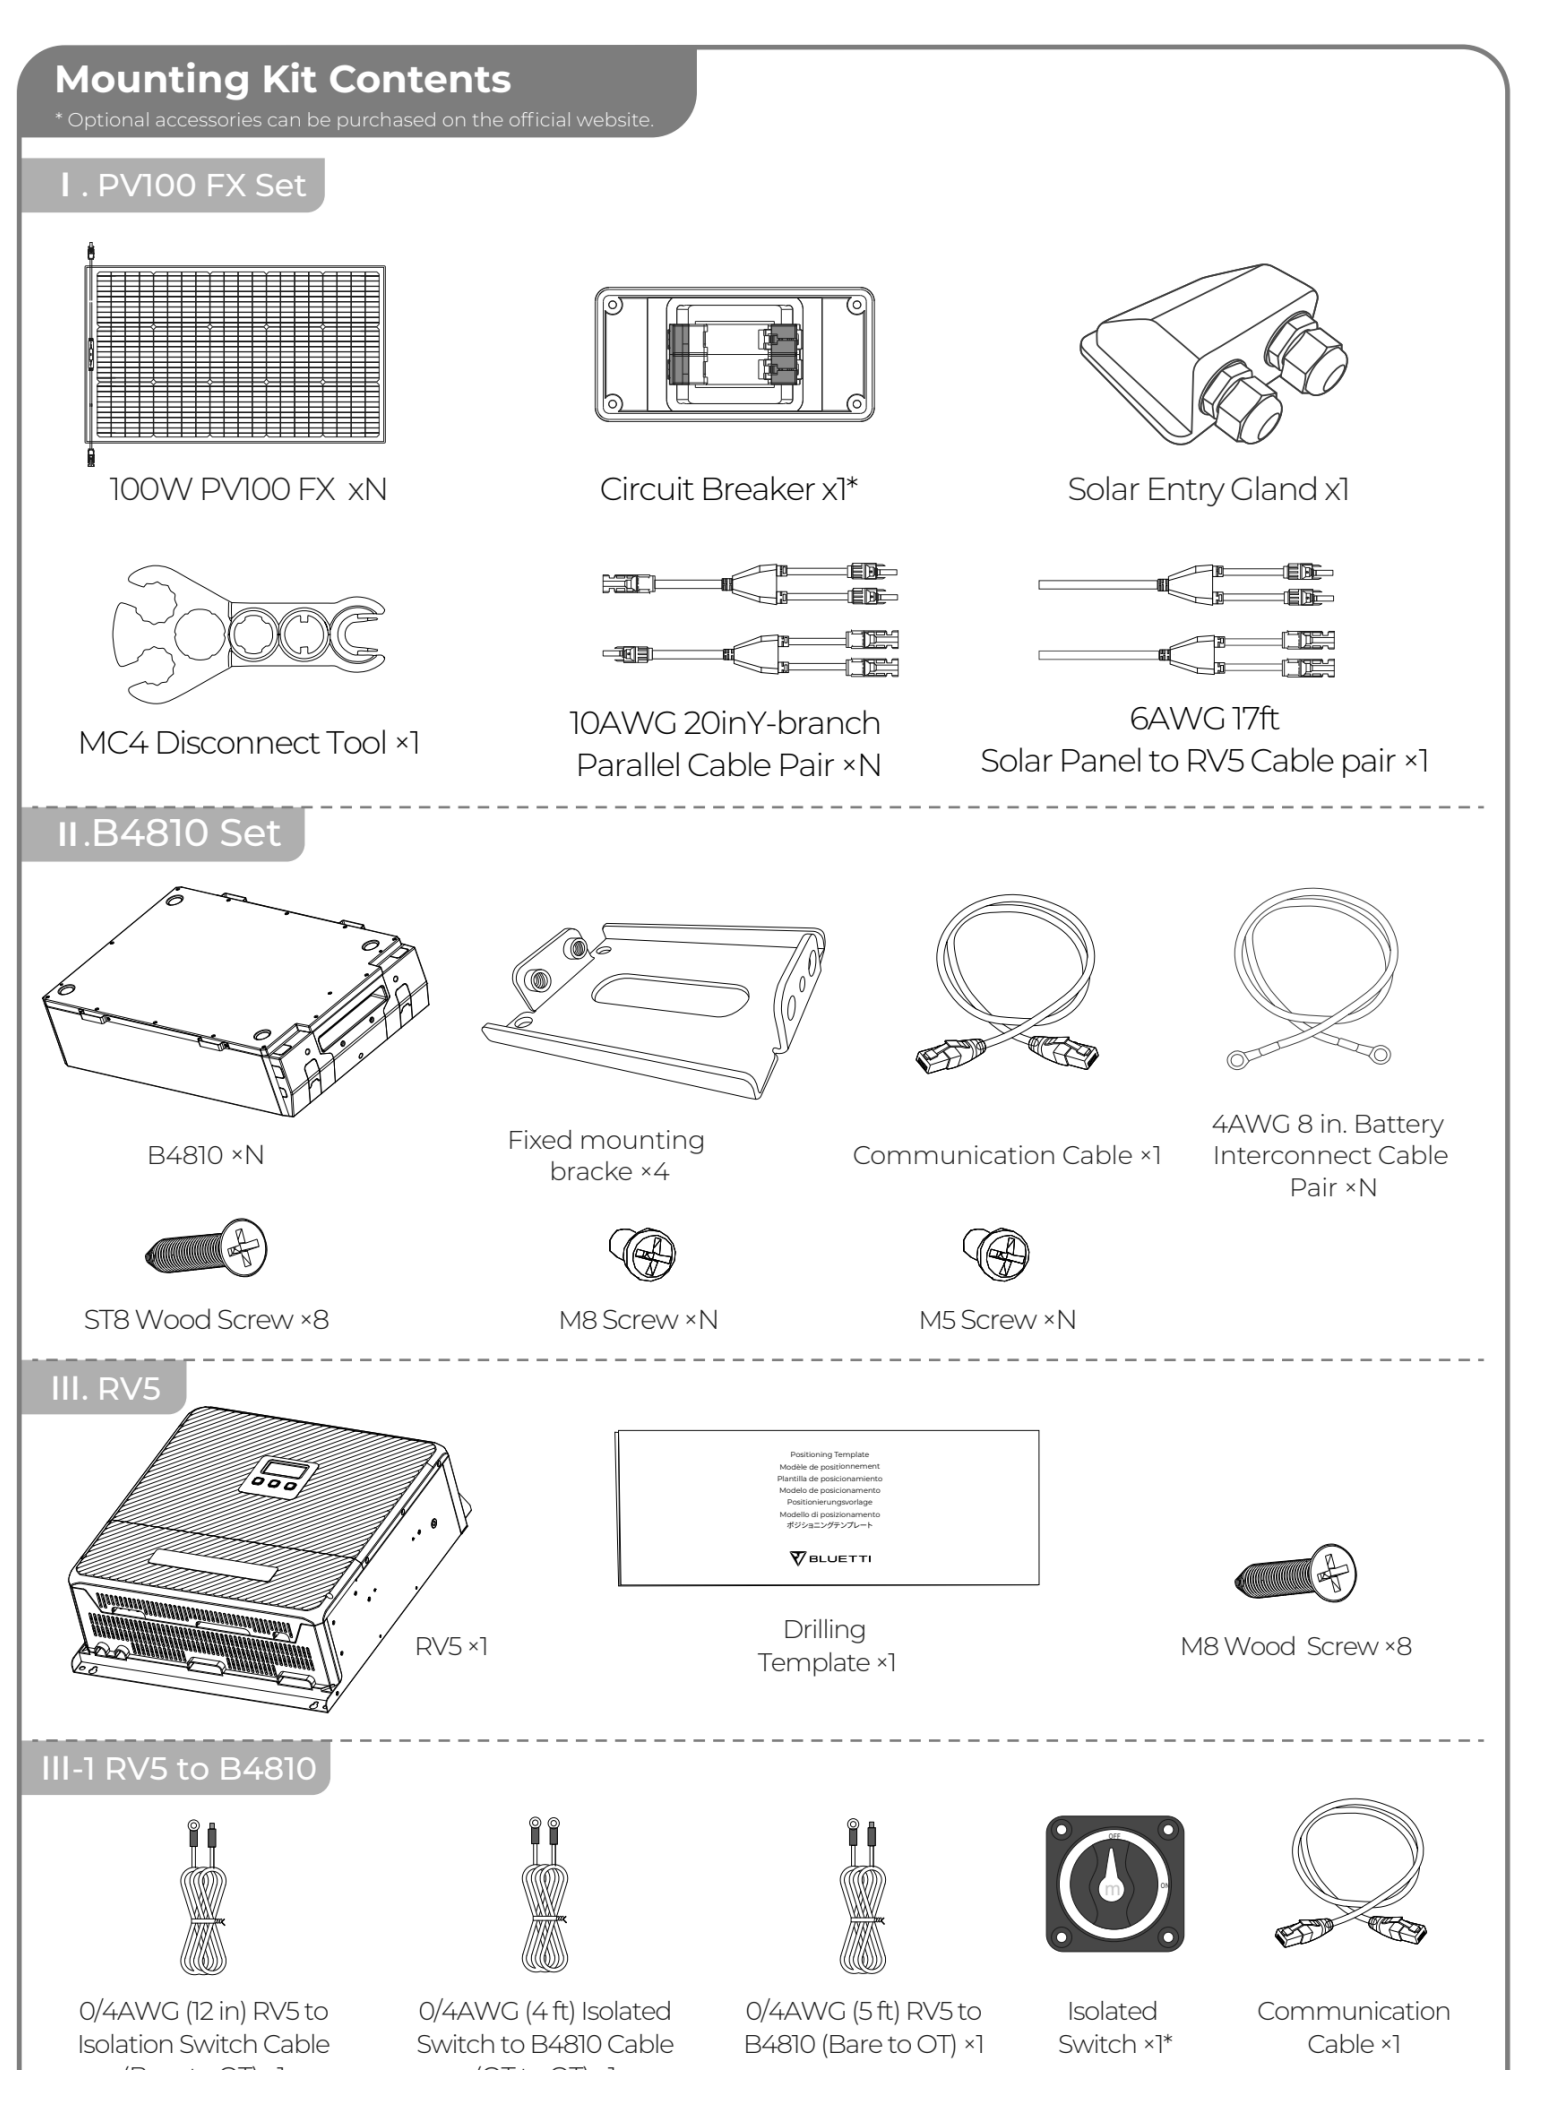 Mounting Kit Contents
* Optional accessories can be purchased on the official website.
I . PV100 FX Set
100W PV100 FX xN
Circuit Breaker x1*
Solar Entry Gland x1
MC4 Disconnect Tool ×1
10AWG 20inY-branch
Parallel Cable Pair ×N
6AWG 17ft
Solar Panel to RV5 Cable pair ×1
II.B4810 Set
B4810 ×N
Fixed mounting
bracke ×4
Communication Cable ×1
4AWG 8 in. Battery
Interconnect Cable
Pair ×N
ST8 Wood Screw ×8
M8 Screw ×N
M5 Screw ×N
III. RV5
RV5 ×1
Positioning Template
Modèle de positionnement
Plantilla de posicionamiento
Modelo de posicionamento
Positionierungsvorlage
Modello di posizionamento
ポジショニングテンプレート
BLUETTI
Drilling
Template ×1
M8 Wood Screw ×8
III-1 RV5 to B4810
OFF
ON
m
0/4AWG (12 in) RV5 to
Isolation Switch Cable
0/4AWG (4 ft) Isolated
Switch to B4810 Cable
0/4AWG (5 ft) RV5 to
B4810 (Bare to OT) ×1
Isolated
Switch ×1*
Communication
Cable ×1